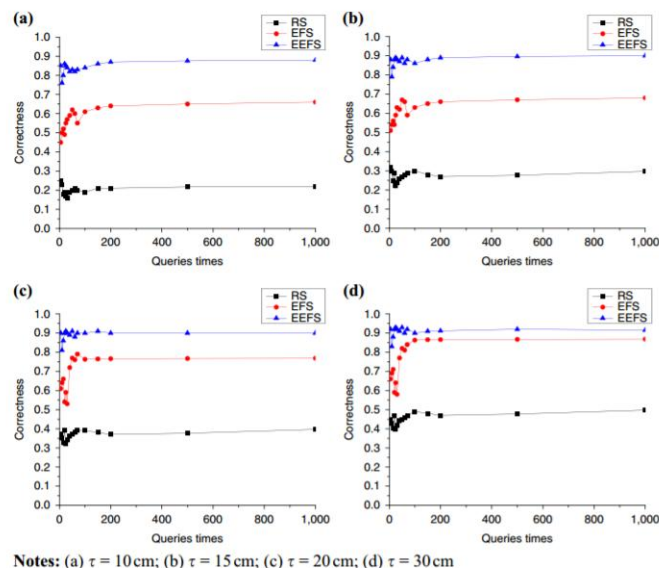 (a)
RS
EFS
EEFS
1.0
0.9
0.8
0.7
0.6
0.5
0.4
0.3
0.2
0.1
0.0
Correctness
0 200 400 600 800 1,000
Queries times
(b)
RS
EFS
EEFS
1.0
0.9
0.8
0.7
0.6
0.5
0.4
0.3
0.2
0.1
0.0
Correctness
0 200 400 600 800 1,000
Queries times
(c)
RS
EFS
EEFS
1.0
0.9
0.8
0.7
0.6
0.5
0.4
0.3
0.2
0.1
0.0
Correctness
0 200 400 600 800 1,000
Queries times
(d)
RS
EFS
EEFS
1.0
0.9
0.8
0.7
0.6
0.5
0.4
0.3
0.2
0.1
0.0
Correctness
0 200 400 600 800 1,000
Queries times
Notes: (a) τ = 10 cm; (b) τ = 15 cm; (c) τ = 20 cm; (d) τ = 30 cm